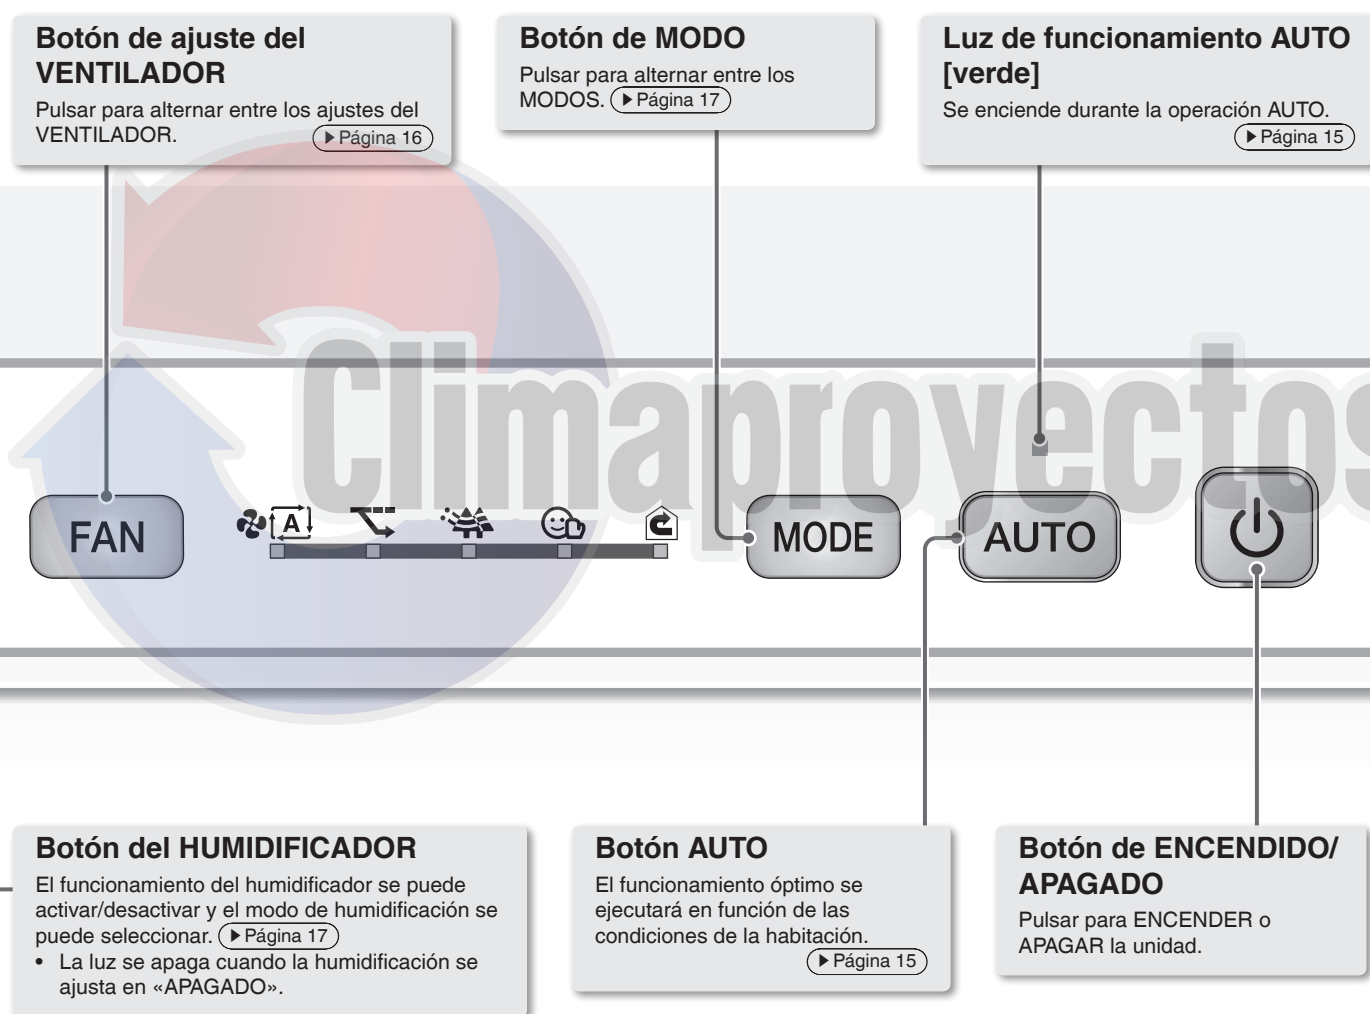 Botón de ajuste del
VENTILADOR
Pulsar para alternar entre los ajustes del
VENTILADOR.
Página 16
Botón de MODO
Pulsar para alternar entre los
MODOS. Página 17
Luz de funcionamiento AUTO
[verde]
Se enciende durante la operación AUTO.
Página 15
Climaproyectos
FAN
A
MODE
AUTO
Botón del HUMIDIFICADOR
El funcionamiento del humidificador se puede
activar/desactivar y el modo de humidificación se
puede seleccionar. Página 17
• La luz se apaga cuando la humidificación se
ajusta en «APAGADO».
Botón AUTO
El funcionamiento óptimo se
ejecutará en función de las
condiciones de la habitación.
Página 15
Botón de ENCENDIDO/
APAGADO
Pulsar para ENCENDER o
APAGAR la unidad.